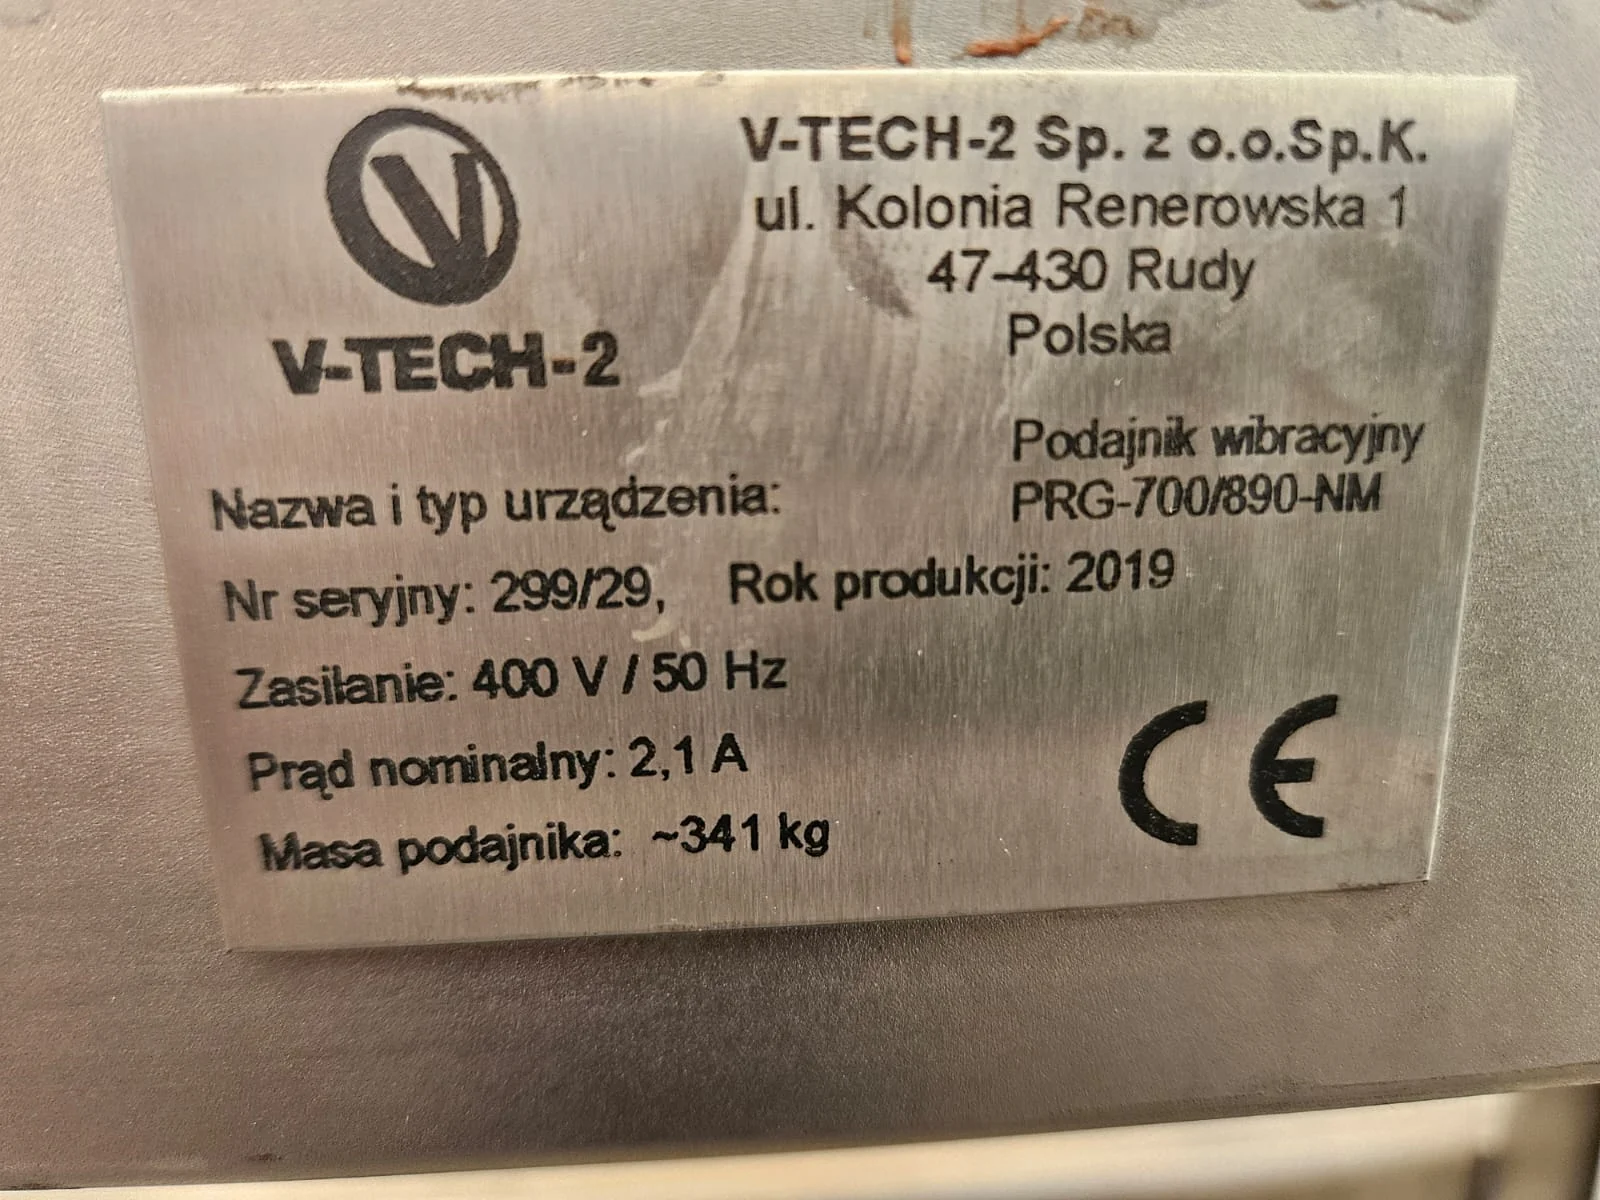 V-TECH-2
V-TECH-2 Sp. z o.o.Sp.K.
ul. Kolonia Renerowska 1
47-430 Rudy
Polska
Nazwa i typ urządzenia:
Podajnik wibracyjny
PRG-700/890-NM
Nr seryjny: 299/29, Rok produkcji: 2019
Zasilanie: 400 V / 50 Hz
Prąd nominalny: 2,1 A
Masa podajnika: ~341 kg
CE